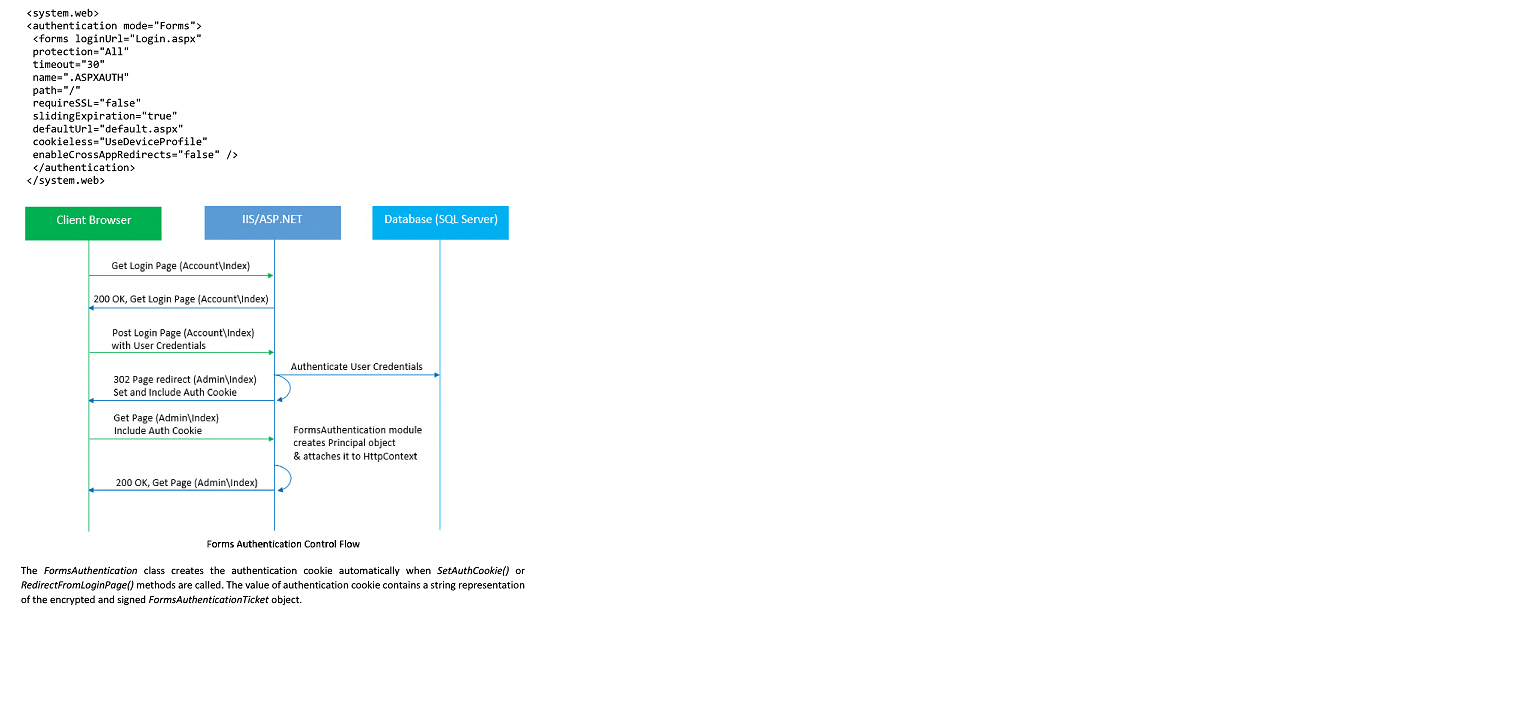 <system.web>
<authentication mode="Forms">
<forms loginUrl="Login.aspx"
protection="All"
timeout="30"
name=".ASPXAUTH"
path="/"
requireSSL="false"
slidingExpiration="true"
defaultUrl="default.aspx"
cookieless="UseDeviceProfile"
enableCrossAppRedirects="false" />
</authentication>
</system.web>
Client Browser
IIS/ASP.NET
Database (SQL Server)
Get Login Page (Account\Index)
200 OK, Get Login Page (Account\Index)
Post Login Page (Account\Index)
with User Credentials
Authenticate User Credentials
302 Page redirect (Admin\Index)
Set and Include Auth Cookie
Get Page (Admin\Index)
Include Auth Cookie
FormsAuthentication module
creates Principal object
& attaches it to HttpContext
200 OK, Get Page (Admin\Index)
Forms Authentication Control Flow
The FormsAuthentication class creates the authentication cookie automatically when SetAuthCookie() or
RedirectFromLoginPage() methods are called. The value of authentication cookie contains a string representation
of the encrypted and signed FormsAuthenticationTicket object.